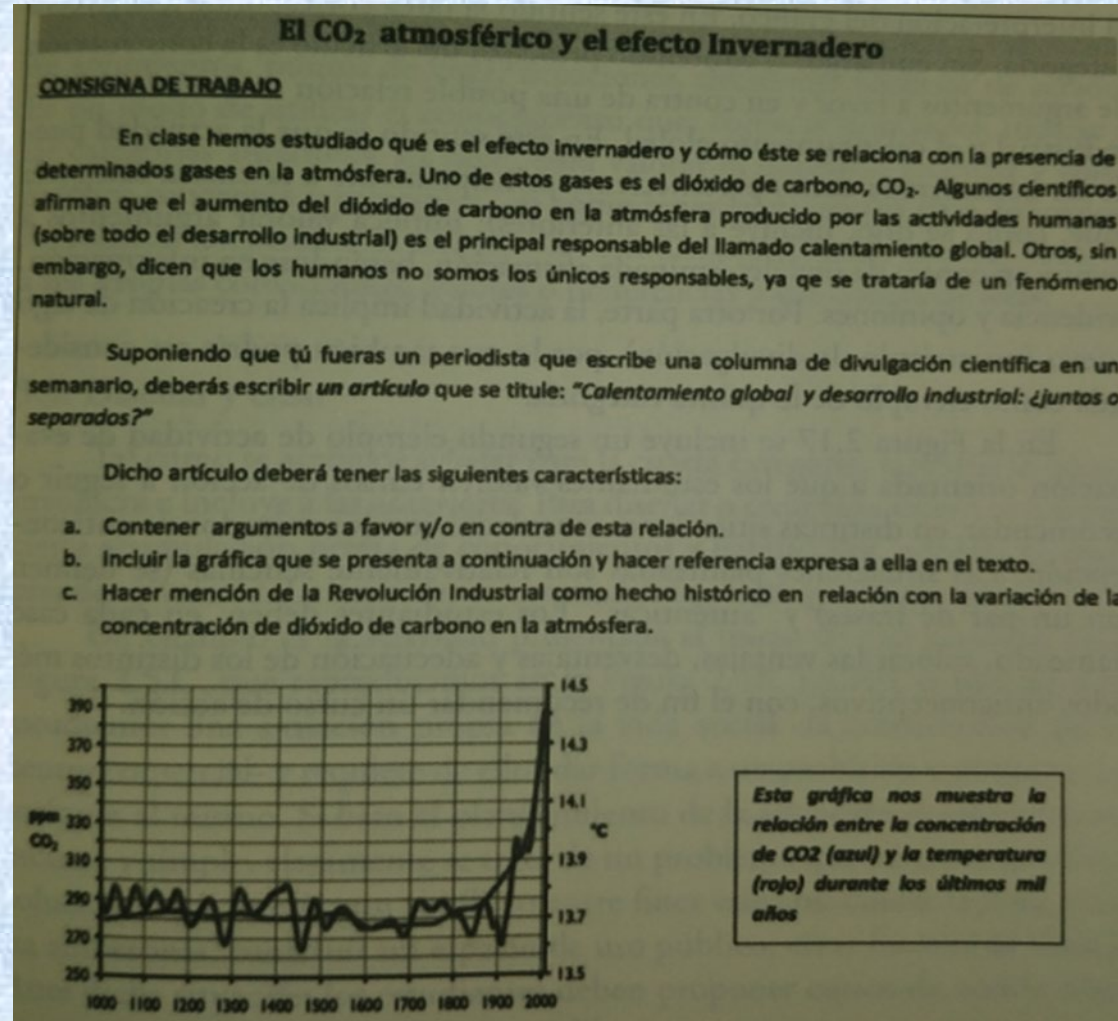 El CO₂ atmosférico y el efecto Invernadero
CONSIGNA DE TRABAJO
En clase hemos estudiado qué es el efecto invernadero y cómo éste se relaciona con la presencia de
determinados gases en la atmósfera. Uno de estos gases es el dióxido de carbono, CO₂. Algunos científicos
afirman que el aumento del dióxido de carbono en la atmósfera producido por las actividades humanas
(sobre todo el desarrollo industrial) es el principal responsable del llamado calentamiento global. Otros, sin
embargo, dicen que los humanos no somos los únicos responsables, ya qe se trataría de un fenómeno
natural.
Suponiendo que tú fueras un periodista que escribe una columna de divulgación científica en un
semanario, deberás escribir un artículo que se titule: “Calentamiento global y desarrollo industrial: ¿juntos o
separados?”
Dicho artículo deberá tener las siguientes características:
a. Contener argumentos a favor y/o en contra de esta relación.
b. Incluir la gráfica que se presenta a continuación y hacer referencia expresa a ella en el texto.
c. Hacer mención de la Revolución Industrial como hecho histórico en relación con la variación de la
concentración de dióxido de carbono en la atmósfera.
390
370
350
330
310
290
270
250
ppm
CO₂
14.5
14.3
14.1
13.9
13.7
13.5
°C
1000 1100 1200 1300 1400 1500 1600 1700 1800 1900 2000
Esta gráfica nos muestra la
relación entre la concentración
de CO2 (azul) y la temperatura
(rojo) durante los últimos mil
años